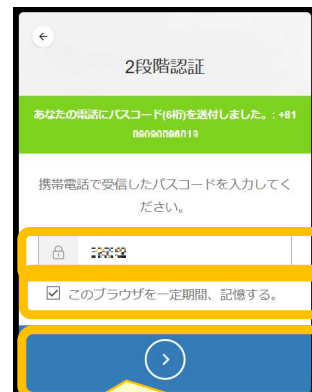 2段階認証
あなたの電話にパスコード(6桁)を送付しました。: +81
携帯電話で受信したパスコードを入力してく
ださい。
このブラウザを一定期間、記憶する。